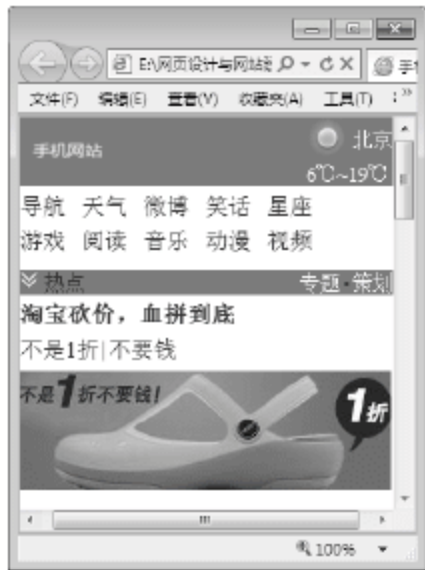 E:\网页设计与网站
手
文件(F) 编辑(E) 查看(V) 收藏夹(A) 工具(T)
手机网站
北京
6℃~19℃
导航 天气 微博 笑话 星座
游戏 阅读 音乐 动漫 视频
热点 专题·策划
淘宝砍价，血拼到底
不是1折|不要钱
不是1折不要钱!
1折
100%